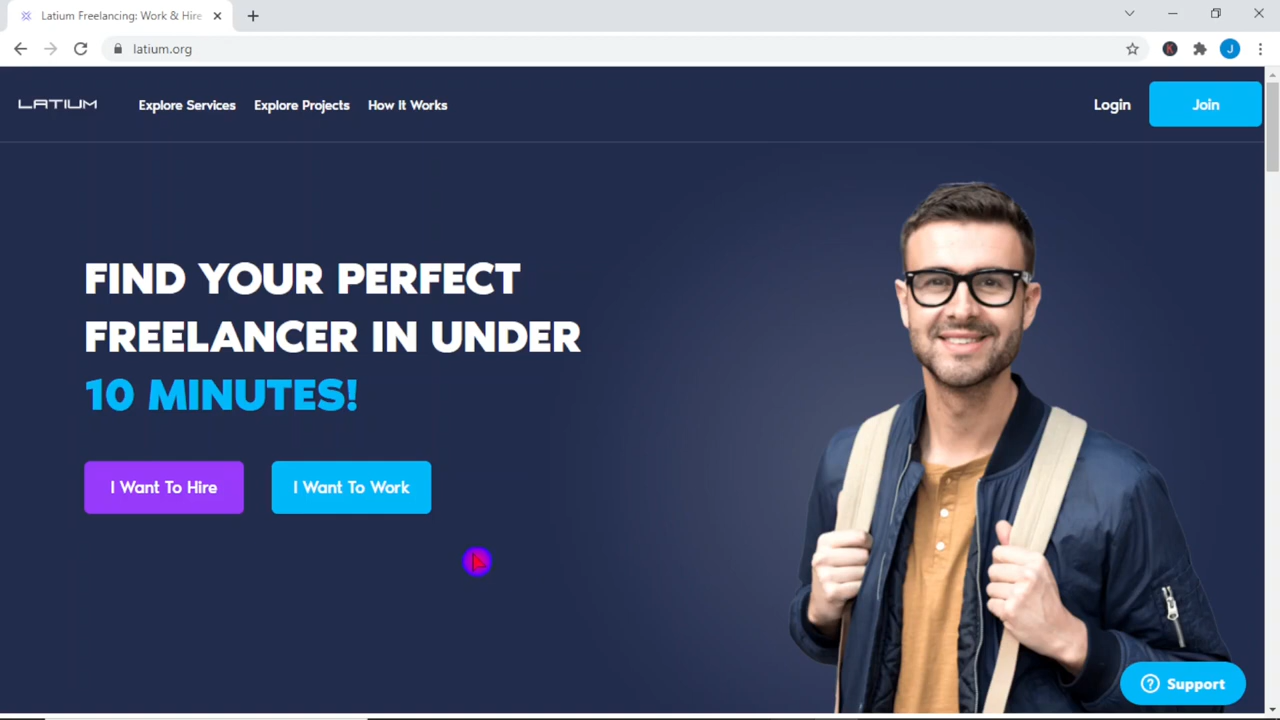 Latium Freelancing: Work & Hire
latium.org
J
LATIUM
Explore Services
Explore Projects
How It Works
Login
Join
FIND YOUR PERFECT
FREELANCER IN UNDER
10 MINUTES!
I Want To Hire
I Want To Work
Support